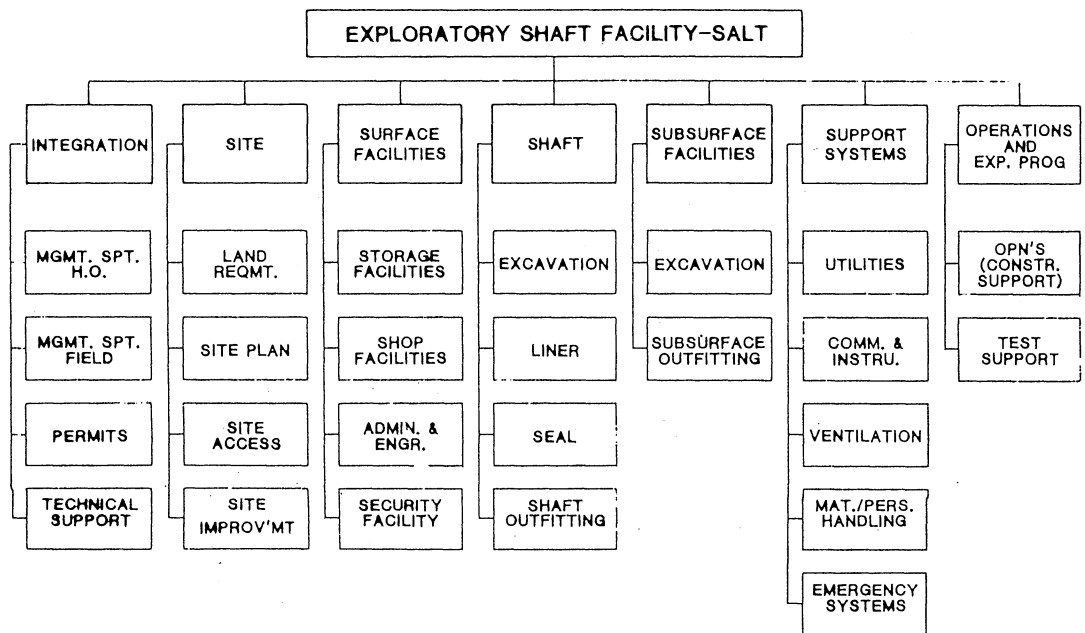 EXPLORATORY SHAFT FACILITY-SALT
INTEGRATION
MGMT. SPT.
H.O.
MGMT. SPT.
FIELD
PERMITS
TECHNICAL
SUPPORT
SITE
LAND
REQMT.
SITE PLAN
SITE
ACCESS
SITE
IMPROV'MT
SURFACE
FACILITIES
STORAGE
FACILITIES
SHOP
FACILITIES
ADMIN. &
ENGR.
SECURITY
FACILITY
SHAFT
EXCAVATION
LINER
SEAL
SHAFT
OUTFITTING
SUBSURFACE
FACILITIES
EXCAVATION
SUBSURFACE
OUTFITTING
SUPPORT
SYSTEMS
UTILITIES
COMM. &
INSTRU.
VENTILATION
MAT./PERS.
HANDLING
EMERGENCY
SYSTEMS
OPERATIONS
AND
EXP. PROG
OPN'S
(CONSTR.
SUPPORT)
TEST
SUPPORT